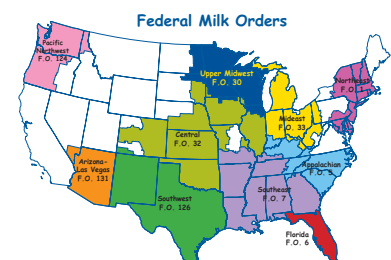 Federal Milk Orders
Pacific
Northwest
F.O. 124
Upper Midwest
F.O. 30
Northeast
F.O. 1
Mideast
F.O. 33
Central
F.O. 32
Appalachian
F.O. 5
Arizona-
Las Vegas
F.O. 131
Southwest
F.O. 126
Southeast
F.O. 7
Florida
F.O. 6